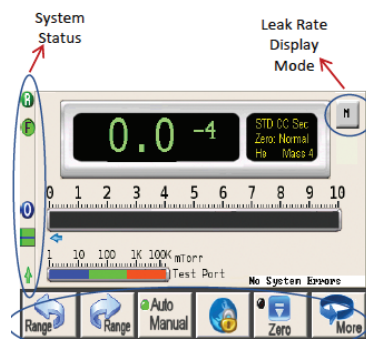 System
Status
Leak Rate
Display
Mode
R
F
M
0.0 -4
STD CC Sec
Zero: Normal
He Mass 4
0 1 2 3 4 5 6 7 8 9 10
1 10 100 1K 100K mTorr
Test Port
No System Errors
Range
Range
Auto
Manual
Zero
More